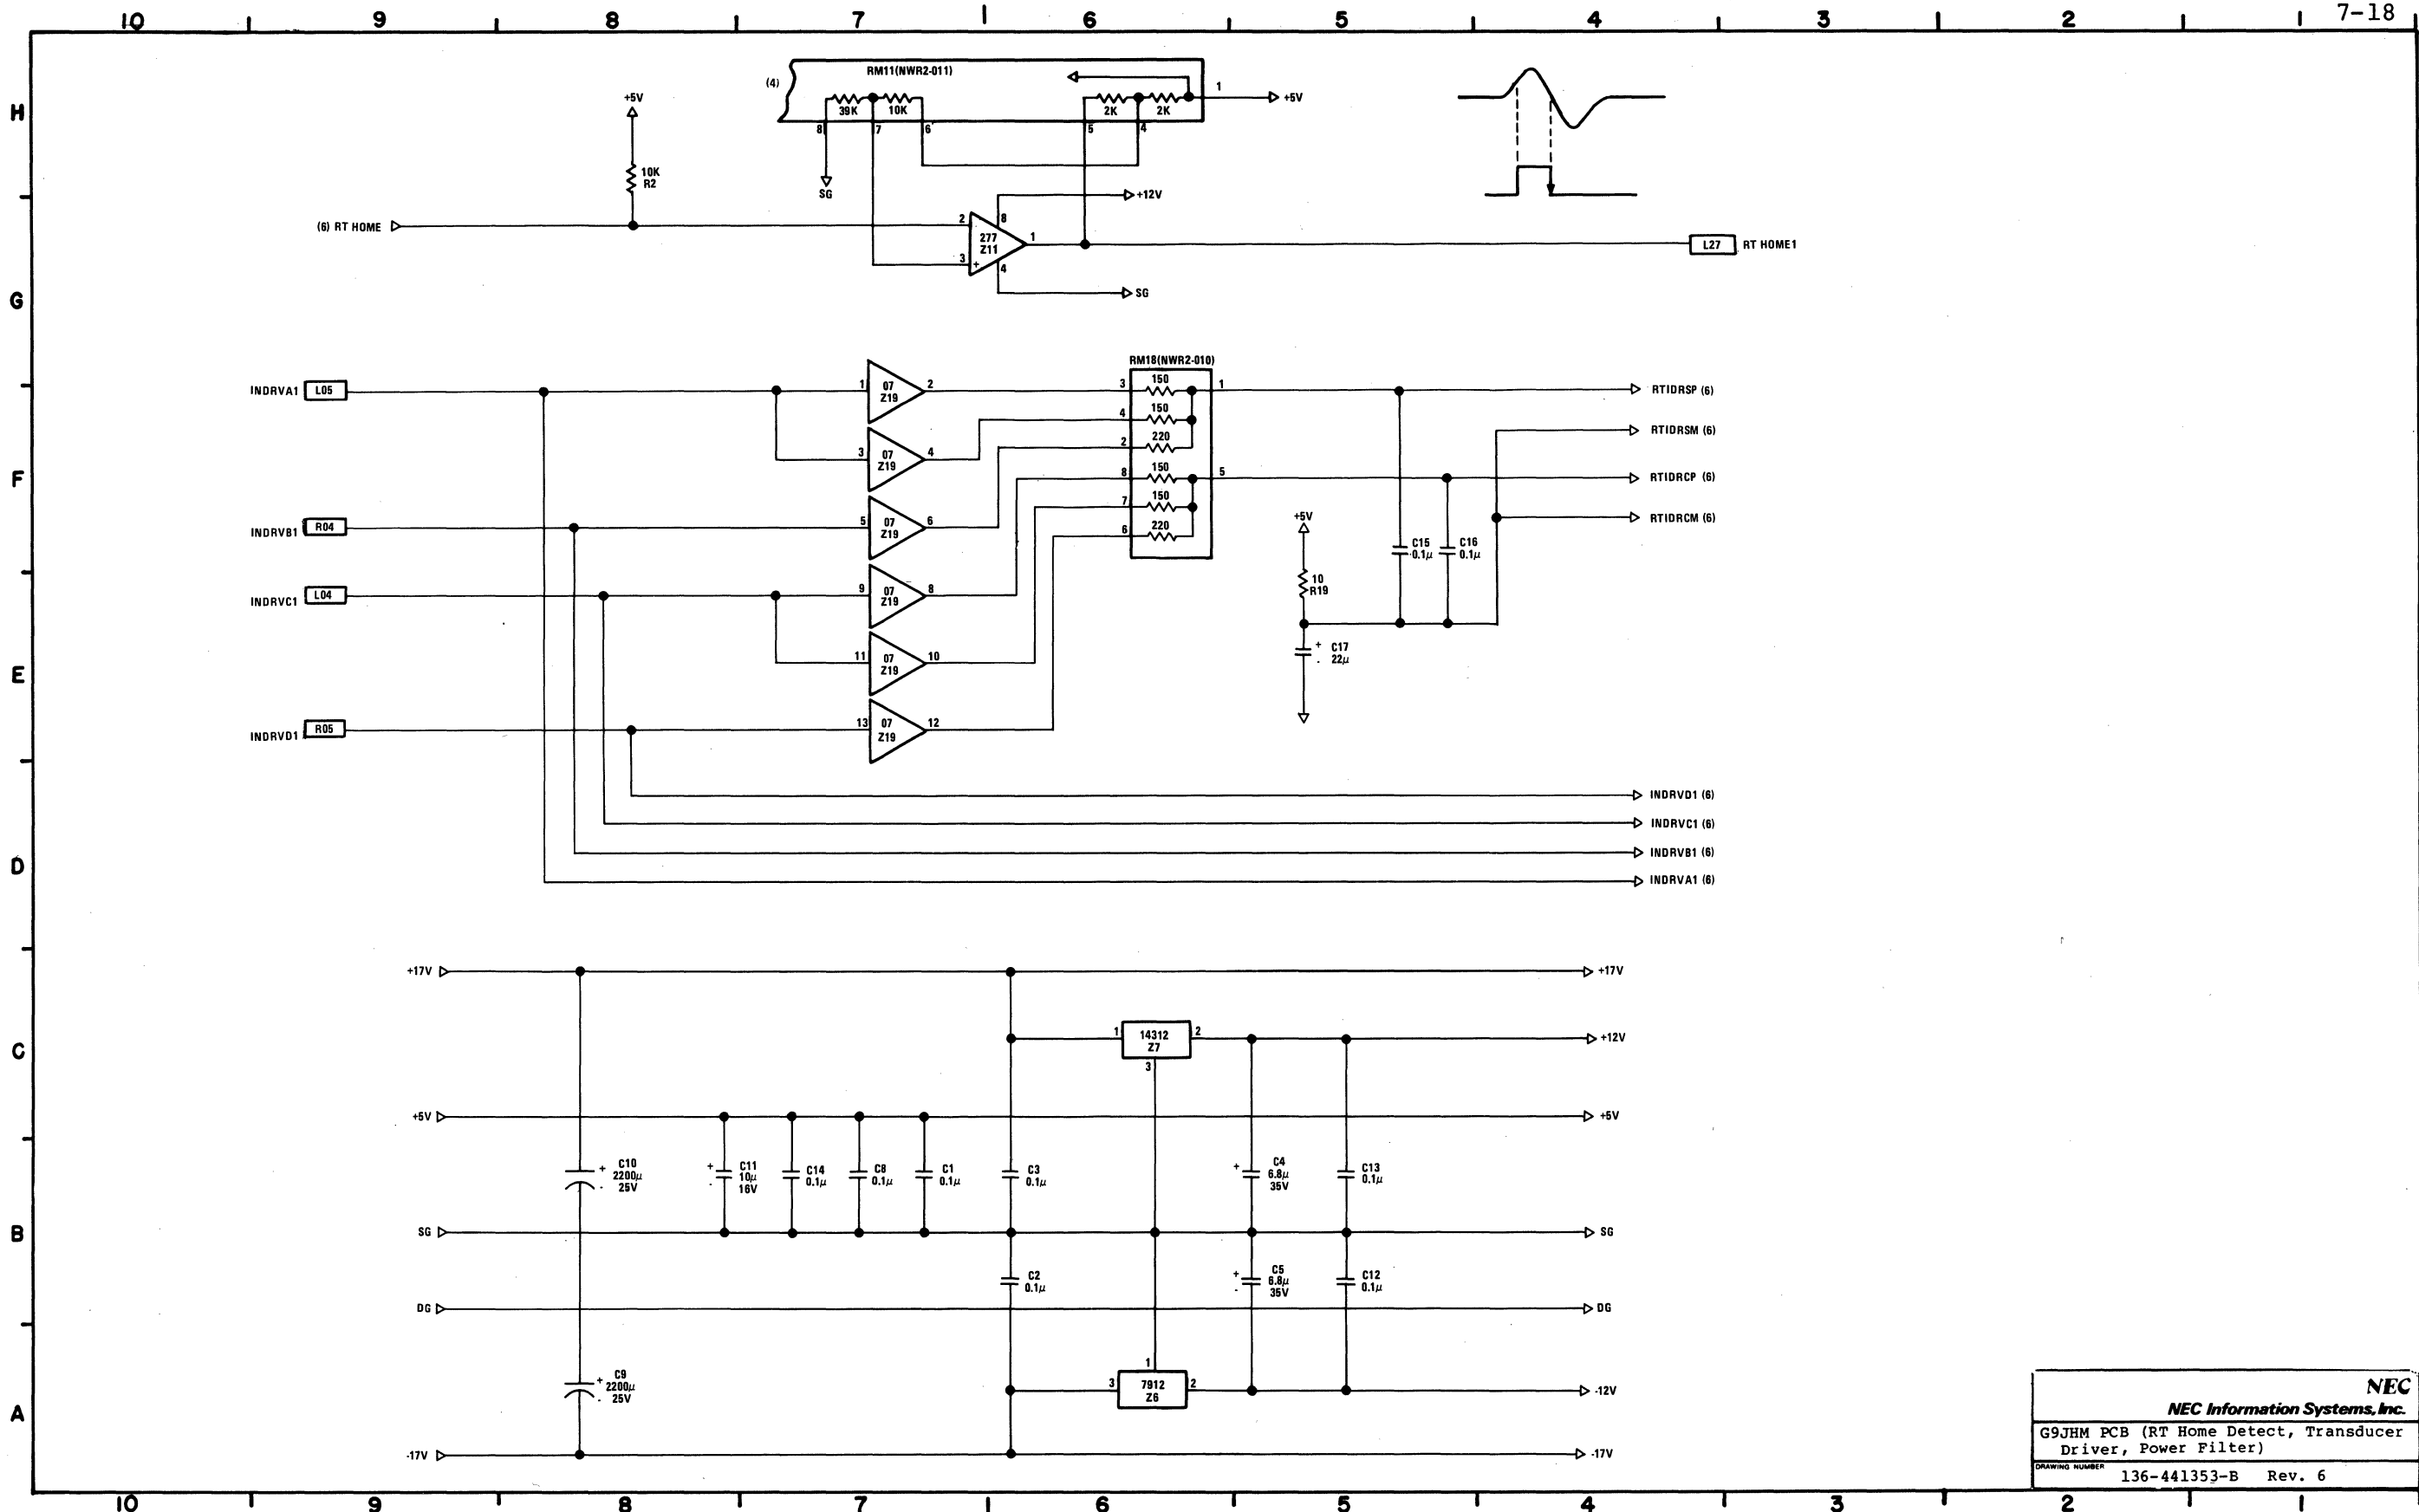 7-18
10 9 8 7 6 5 4 3 2
H
G
F
E
D
C
B
A
RM11(NWR2-011)
(4)
39K 10K 2K 2K
8 7 6 5 4 1
+5V
+5V
10K
R2
SG
+12V
(6) RT HOME
2 8
277
Z11
1
3 + 4
SG
L27 RT HOME1
RM18(NWR2-010)
INDRVA1 L05
1 07 Z19 2
3 07 Z19 4
INDRVB1 R04
5 07 Z19 6
INDRVC1 L04
9 07 Z19 8
11 07 Z19 10
INDRVD1 R05
13 07 Z19 12
3 150 1
4 150
2 220
8 150 5
7 150
6 220
RTIDRSP (6)
RTIDRSM (6)
RTIDRCP (6)
RTIDRCM (6)
+5V
10
R19
C15
0.1μ
C16
0.1μ
+ C17
- 22μ
INDRVD1 (6)
INDRVC1 (6)
INDRVB1 (6)
INDRVA1 (6)
+17V +17V
1 14312 2
Z7
3
+12V
+5V +5V
+ C10
2200μ
- 25V
+ C11
10μ
- 16V
C14
0.1μ
C8
0.1μ
C1
0.1μ
C3
0.1μ
+ C4
6.8μ
35V
C13
0.1μ
SG SG
C2
0.1μ
+ C5
6.8μ
- 35V
C12
0.1μ
DG DG
+ C9
2200μ
- 25V
1
3 7912 2
Z6
-12V
-17V -17V
NEC
NEC Information Systems, Inc.
G9JHM PCB (RT Home Detect, Transducer
Driver, Power Filter)
DRAWING NUMBER
136-441353-B Rev. 6
10 9 8 7 6 5 4 3 2